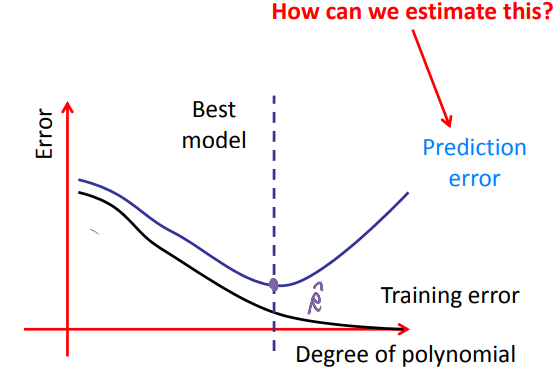 How can we estimate this?
Best
model
Error
Prediction
error
Training error
Degree of polynomial